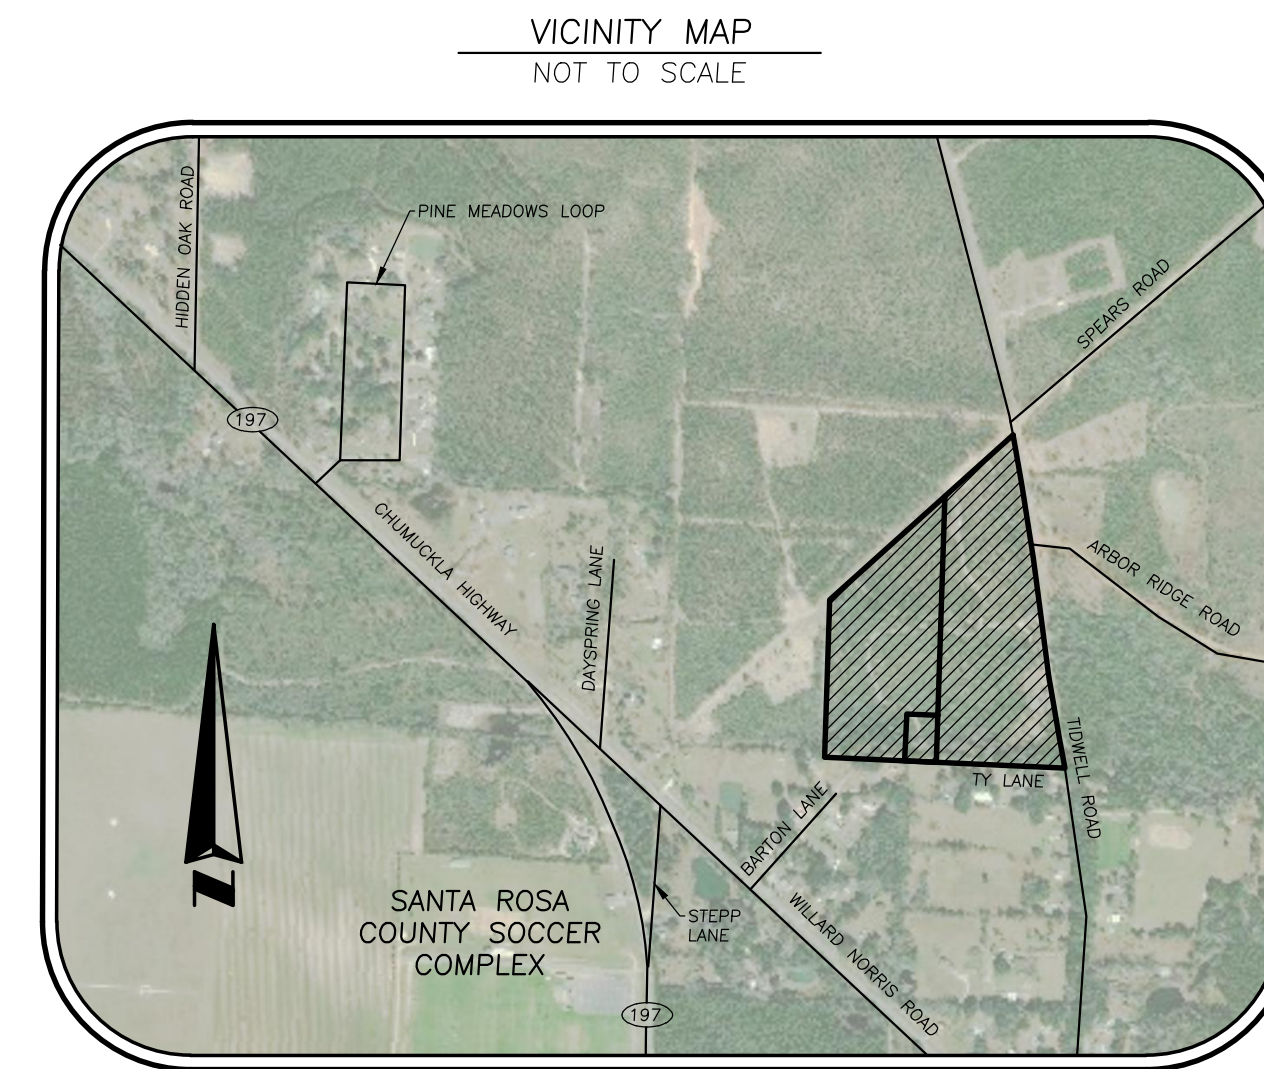 VICINITY MAP
NOT TO SCALE
HIDDEN OAK ROAD
PINE MEADOWS LOOP
SPEARS ROAD
197
CHUMUCKLA HIGHWAY
DAYSPRING LANE
ARBOR RIDGE ROAD
TIDWELL ROAD
TY LANE
BARTON LANE
N
SANTA ROSA
COUNTY SOCCER
COMPLEX
STEPP
LANE
WILLARD NORRIS ROAD
197